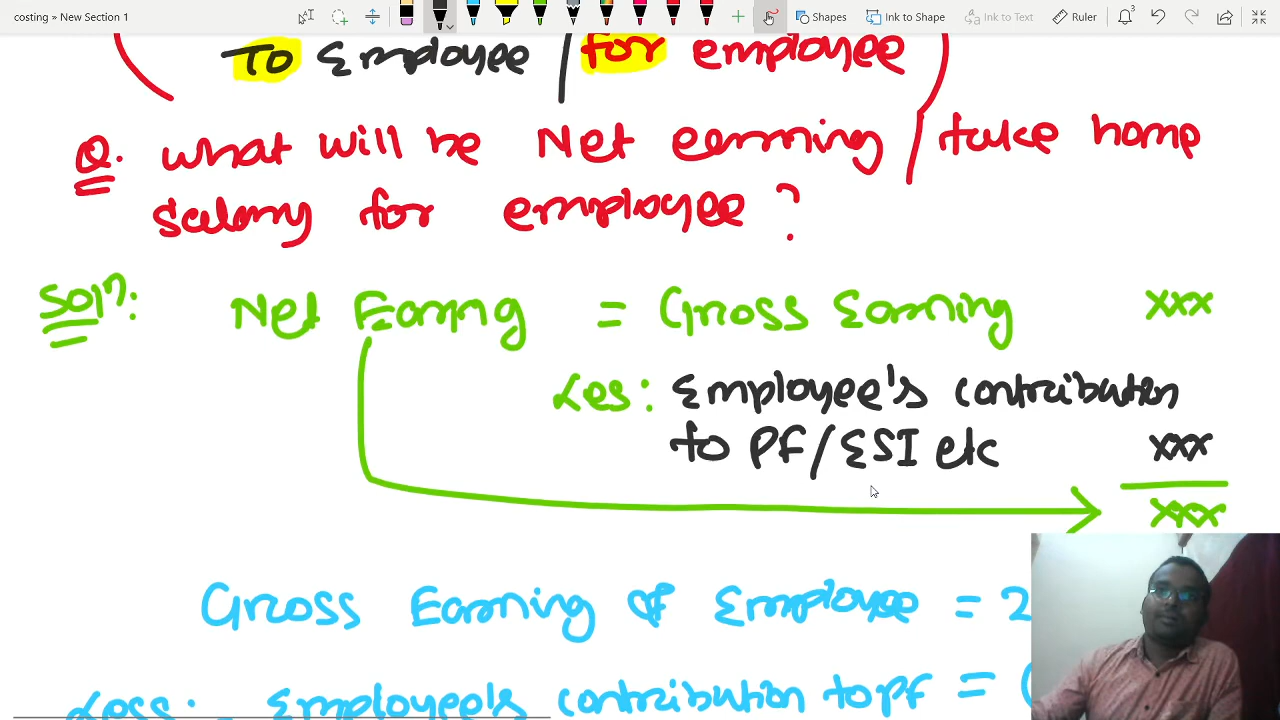 costing » New Section 1
Shapes Ink to Shape Ink to Text Ruler
To Employee / for employee
Q. what will be Net earning / take home
Salary for employee?
Soln: Net Earning = Gross Earning xxx
Les: Employee's contribution
to PF/ESI etc xxx
xxx
Gross Earning of Employee = 2
Less: Employee's contribution to PF = (